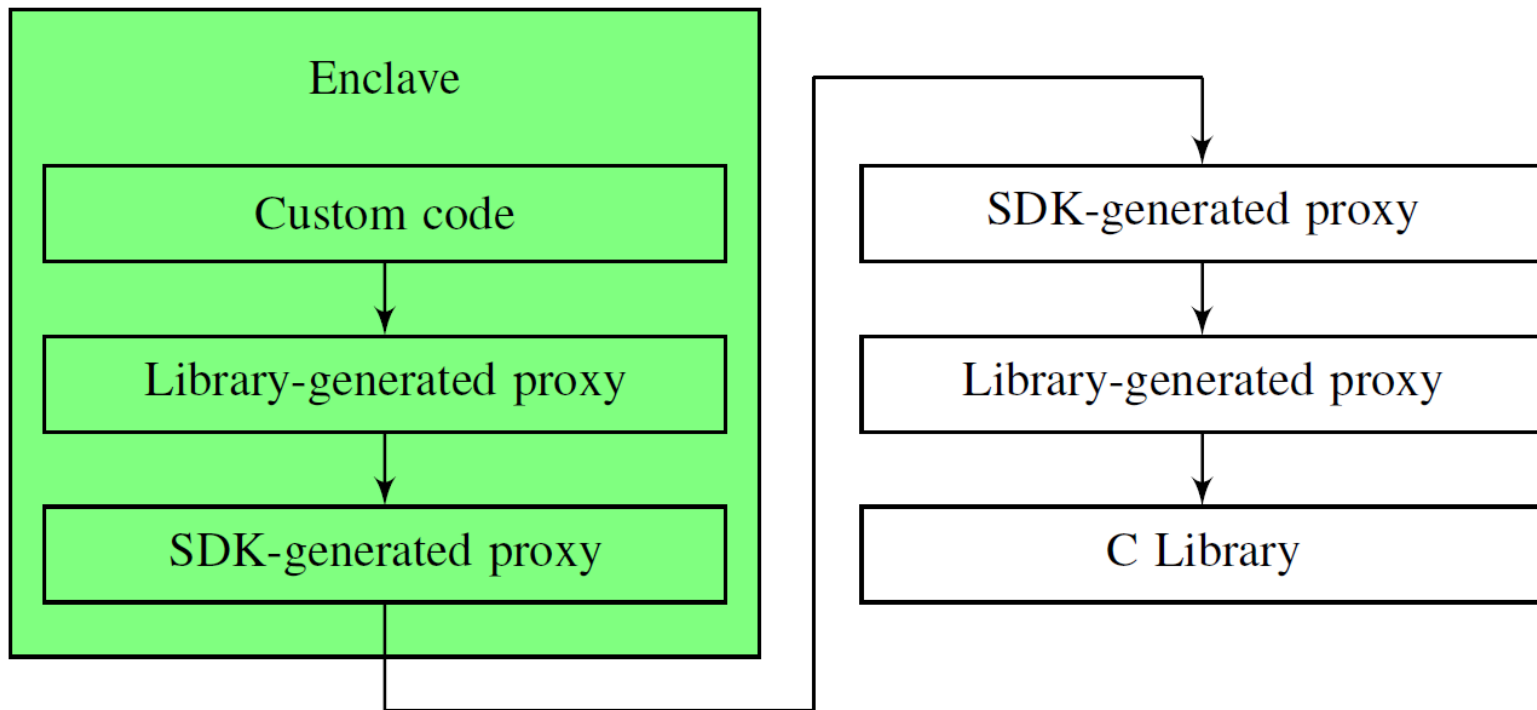 Enclave
Custom code
Library-generated proxy
SDK-generated proxy
SDK-generated proxy
Library-generated proxy
C Library